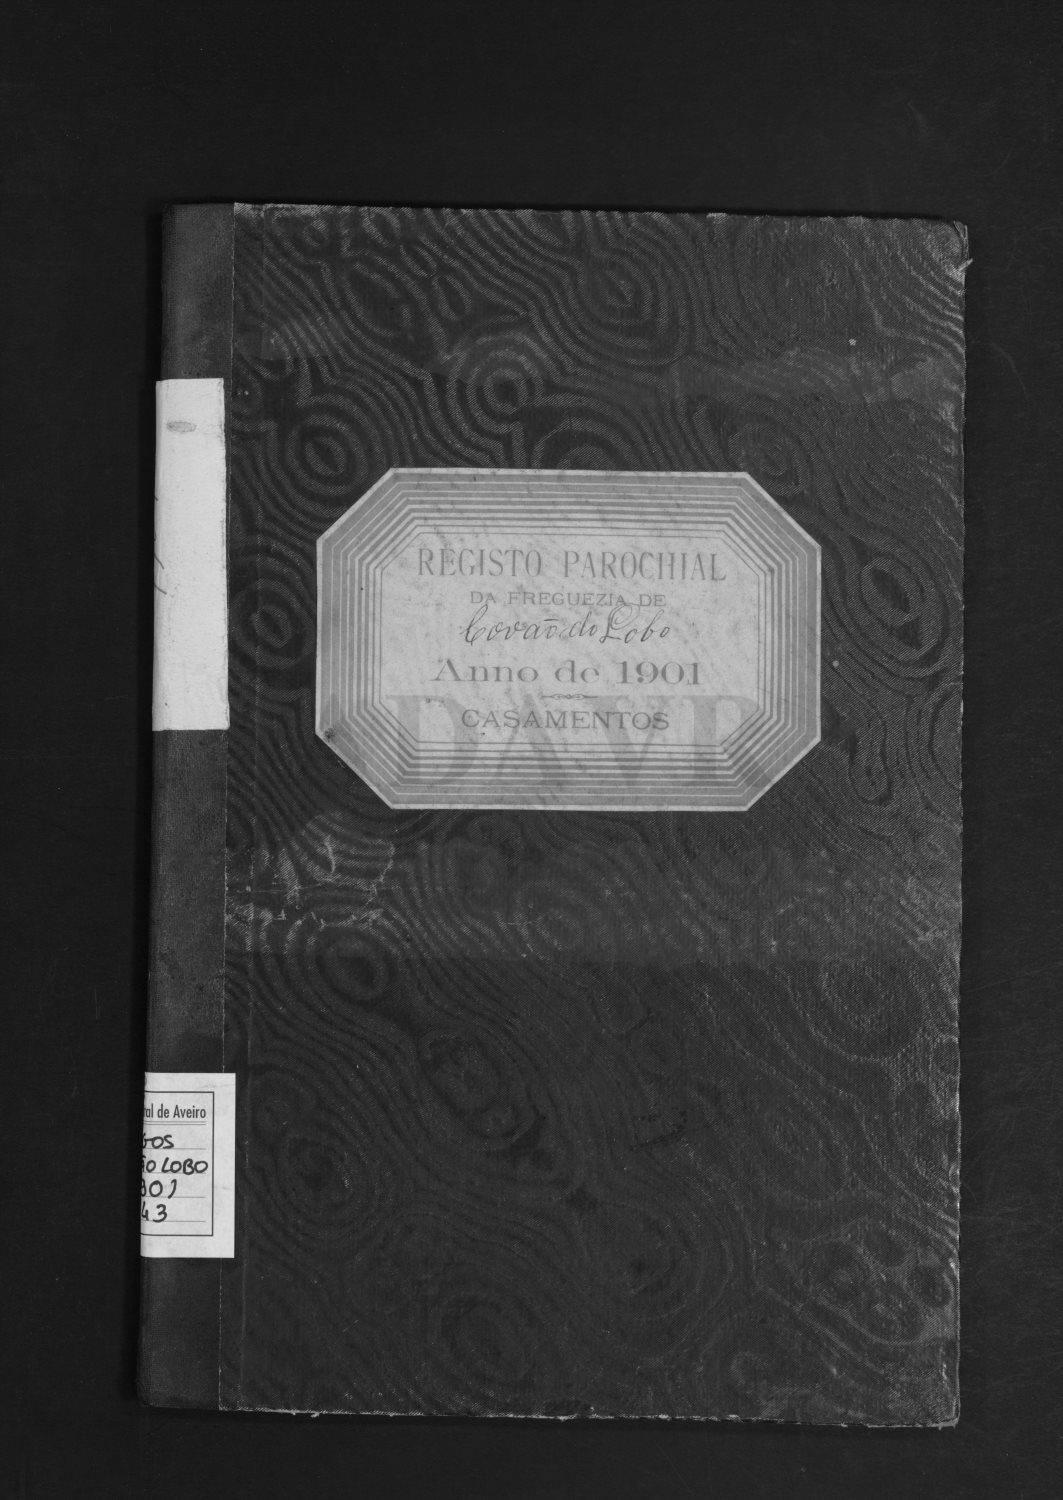 REGISTO PAROCHIAL
DA FREGUEZIA DE
Covão do Lobo
Anno de 1901
CASAMENTOS
ADAVR
tal de Aveiro
GOS
ÃO LOBO
901
43